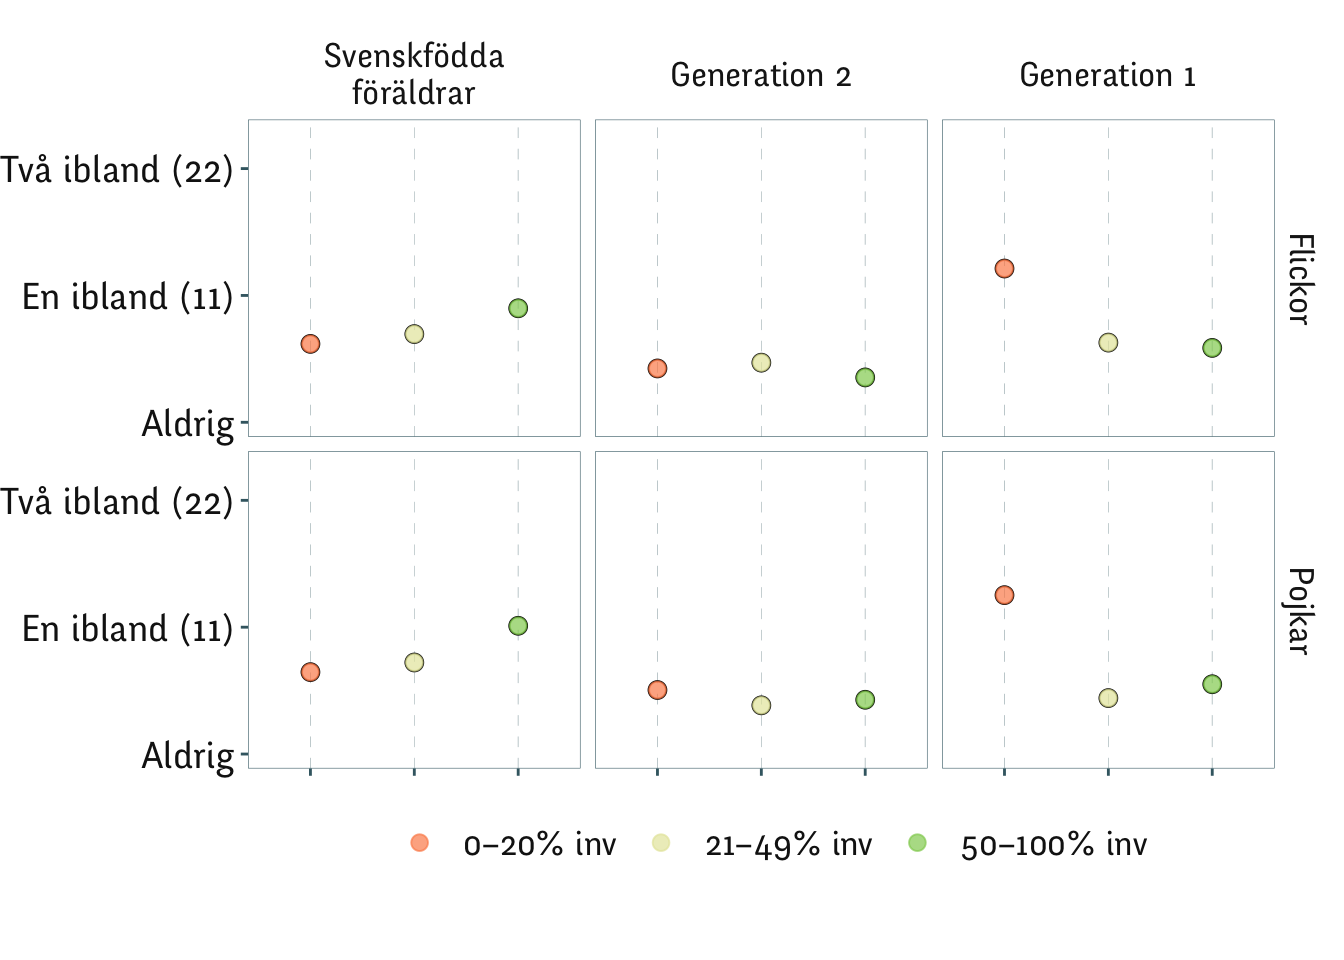 Svenskfödda
föräldrar
Generation 2
Generation 1
Två ibland (22)
En ibland (11)
Aldrig
Flickor
Två ibland (22)
En ibland (11)
Aldrig
Pojkar
0–20% inv
21–49% inv
50–100% inv